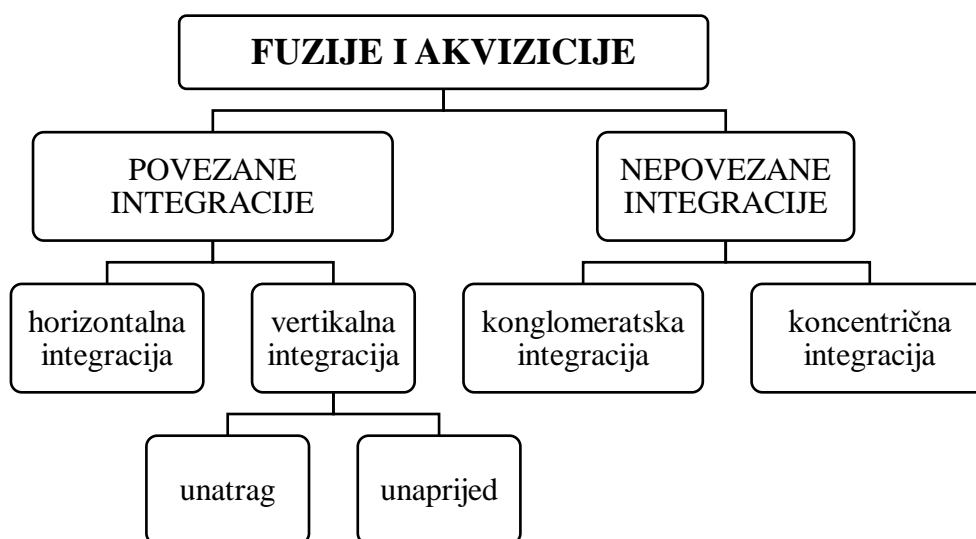 FUZIJE I AKVIZICIJE
POVEZANE
INTEGRACIJE
NEPOVEZANE
INTEGRACIJE
horizontalna
integracija
vertikalna
integracija
konglomeratska
integracija
koncentrična
integracija
unatrag
unaprijed